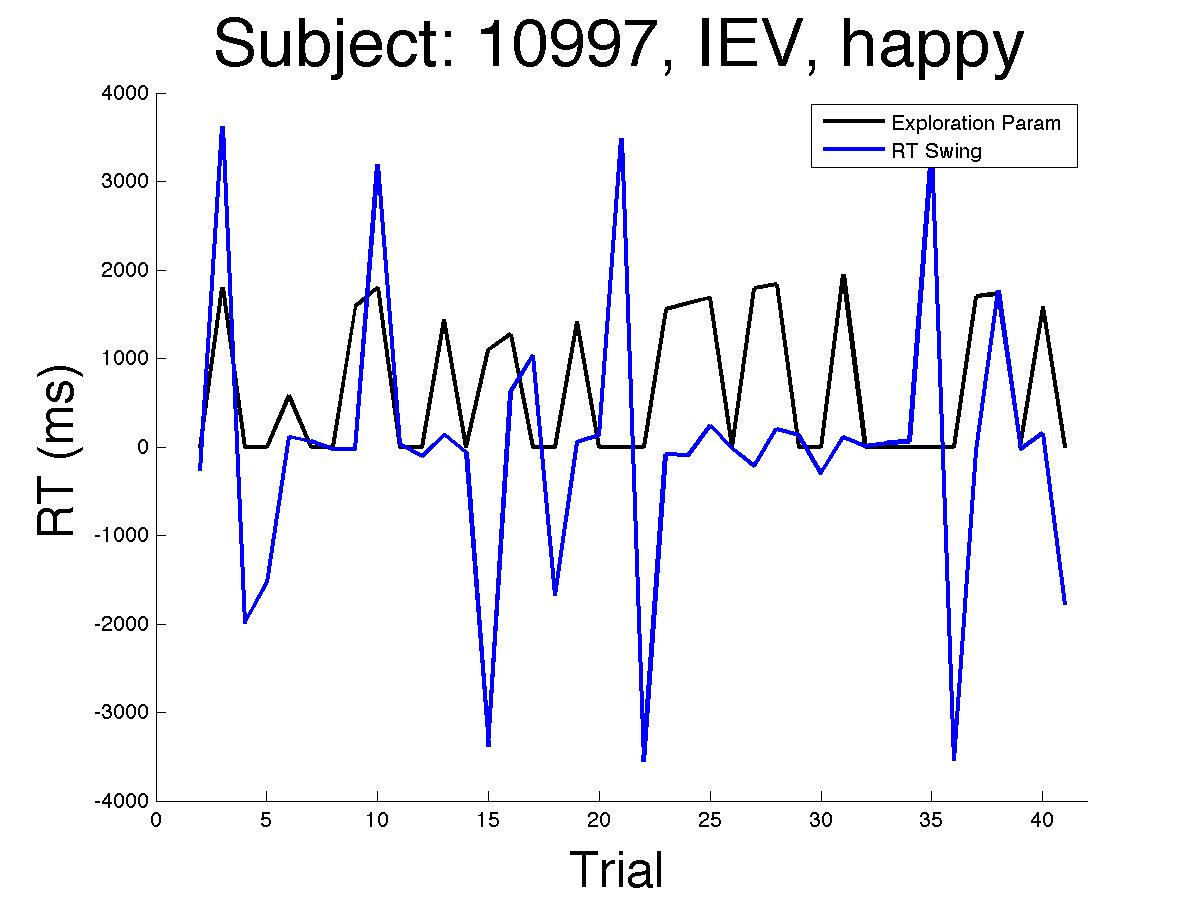 Subject: 10997, IEV, happy
Exploration Param
RT Swing
RT (ms)
4000
3000
2000
1000
0
-1000
-2000
-3000
-4000
0 5 10 15 20 25 30 35 40
Trial